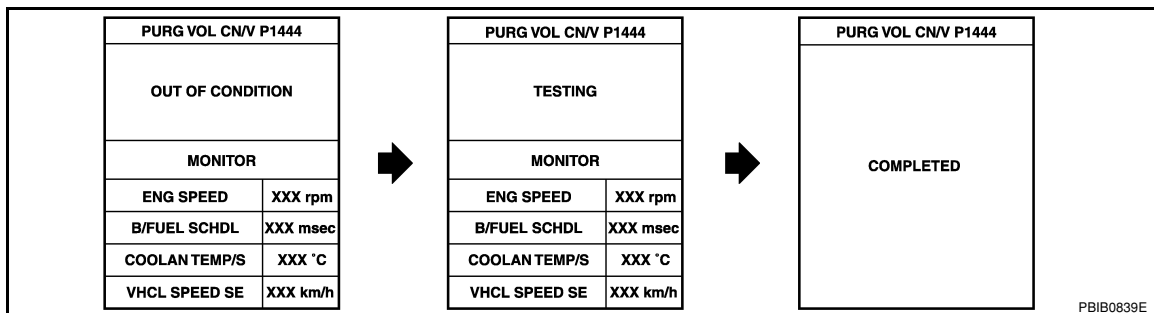 PURG VOL CN/V P1444
OUT OF CONDITION
MONITOR
ENG SPEED XXX rpm
B/FUEL SCHDL XXX msec
COOLAN TEMP/S XXX °C
VHCL SPEED SE XXX km/h
PURG VOL CN/V P1444
TESTING
MONITOR
ENG SPEED XXX rpm
B/FUEL SCHDL XXX msec
COOLAN TEMP/S XXX °C
VHCL SPEED SE XXX km/h
PURG VOL CN/V P1444
COMPLETED
PBIB0839E